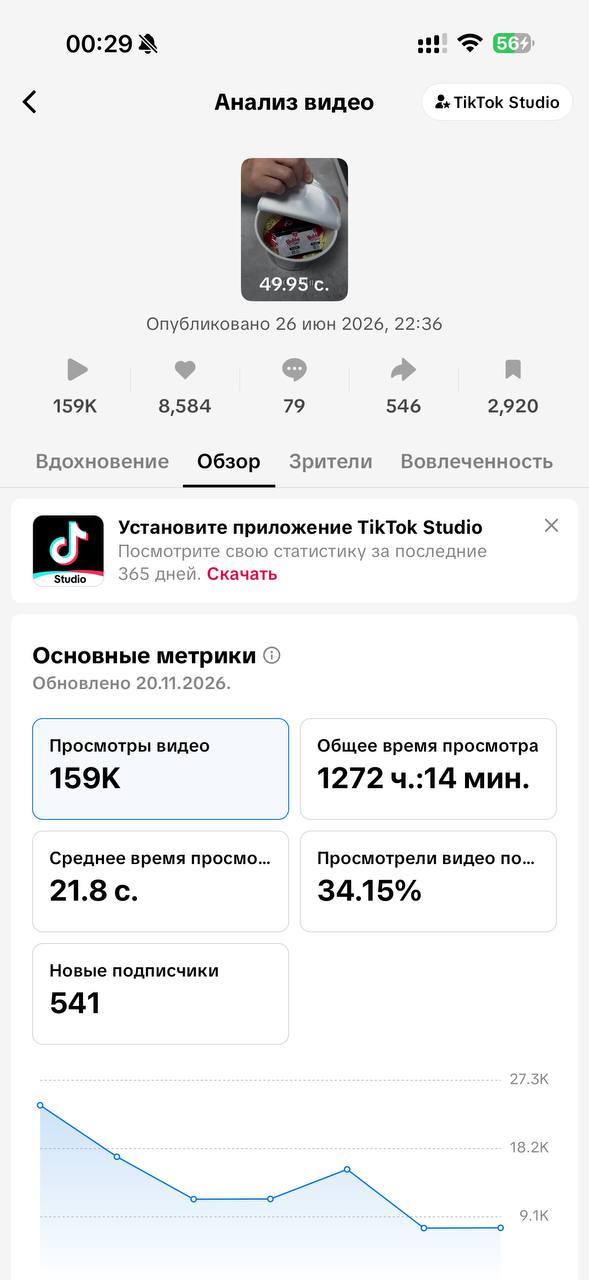 00:29
56
Анализ видео
TikTok Studio
49.95 с.
Опубликовано 26 июн 2026, 22:36
159K
8,584
79
546
2,920
Вдохновение
Обзор
Зрители
Вовлеченность
Studio
Установите приложение TikTok Studio
Посмотрите свою статистику за последние
365 дней. Скачать
Основные метрики
Обновлено 20.11.2026.
Просмотры видео
159K
Общее время просмотра
1272 ч.:14 мин.
Среднее время просмо...
21.8 с.
Просмотрели видео по...
34.15%
Новые подписчики
541
27.3K
18.2K
9.1K